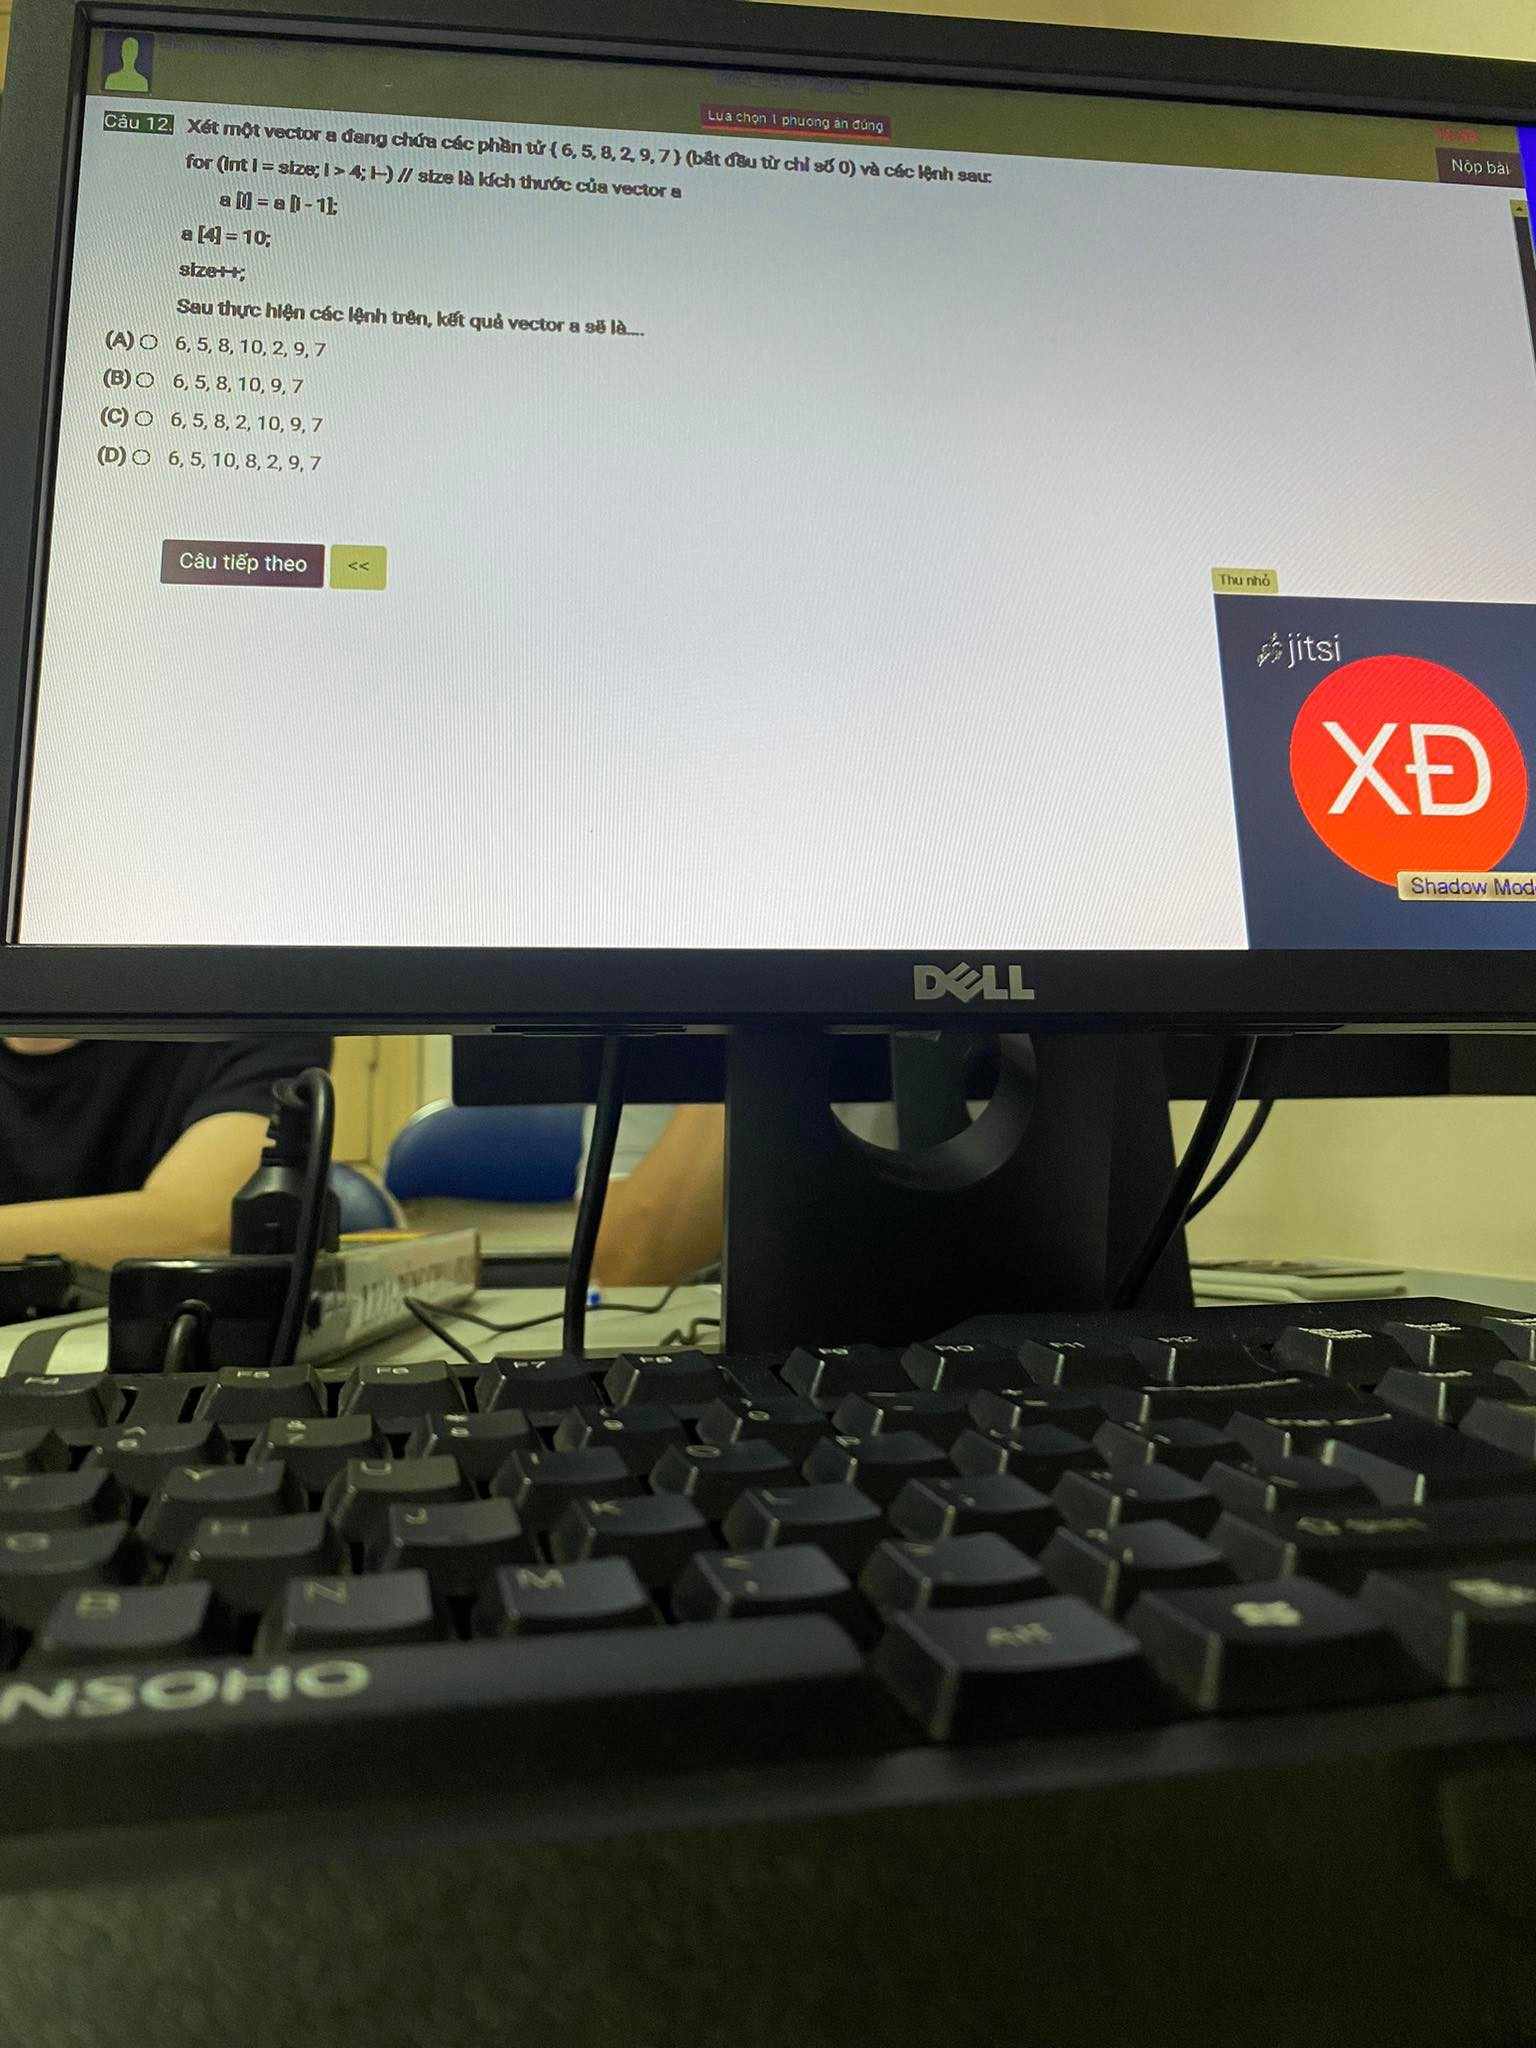 Lựa chọn 1 phương án đúng
Nộp bài
Câu 12. Xét một vector a đang chứa các phần tử { 6, 5, 8, 2, 9, 7 } (bắt đầu từ chỉ số 0) và các lệnh sau:
for (int i = size; i > 4; i--) // size là kích thước của vector a
a [i] = a [i - 1];
a [4] = 10;
size++;
Sau thực hiện các lệnh trên, kết quả vector a sẽ là....
(A) 6, 5, 8, 10, 2, 9, 7
(B) 6, 5, 8, 10, 9, 7
(C) 6, 5, 8, 2, 10, 9, 7
(D) 6, 5, 10, 8, 2, 9, 7
Câu tiếp theo <<
Thu nhỏ
jitsi
XĐ
Shadow Mod
DELL
F5 F6 F7 F8 F9 F10 F11 F12
Y U I O
H J K L
B N M
Alt
NSOHO